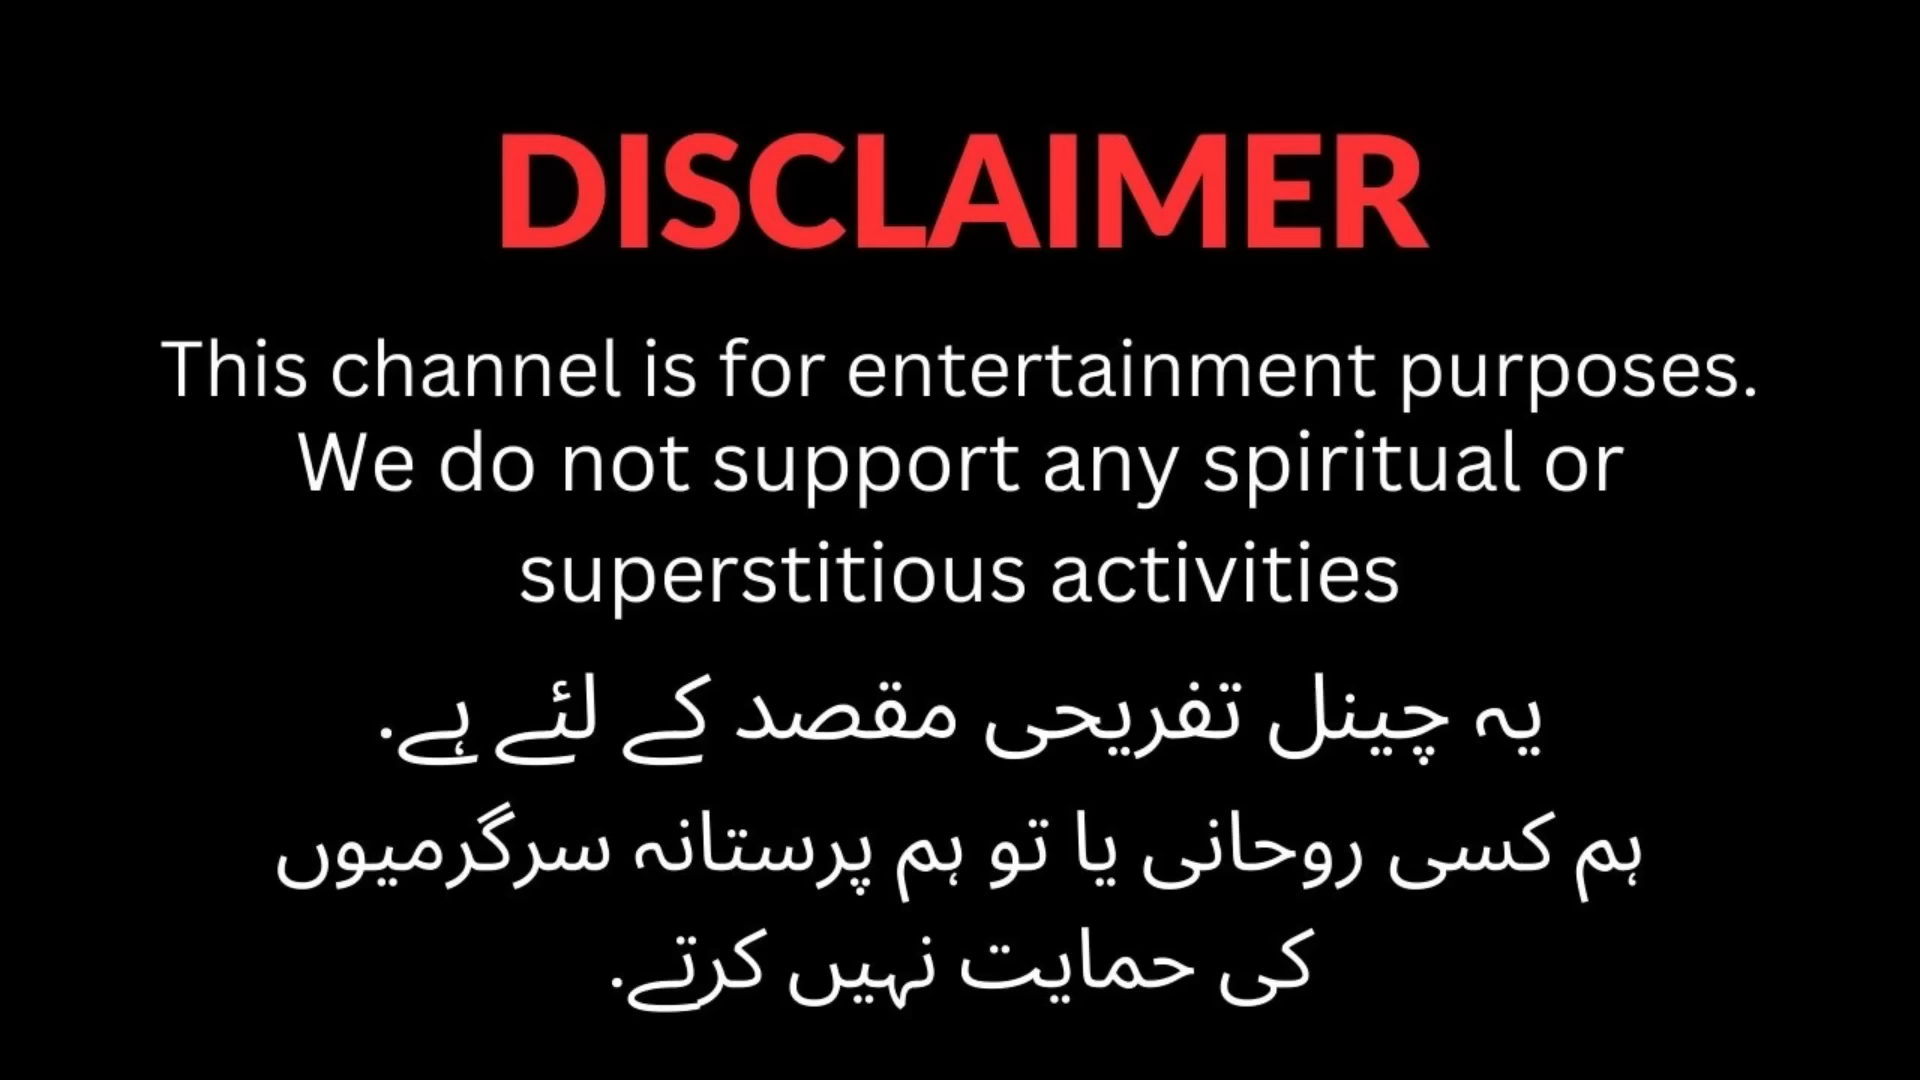 DISCLAIMER
This channel is for entertainment purposes.
We do not support any spiritual or
superstitious activities
یہ چینل تفریحی مقصد کے لئے ہے.
ہم کسی روحانی یا تو ہم پرستانہ سرگرمیوں
کی حمایت نہیں کرتے.